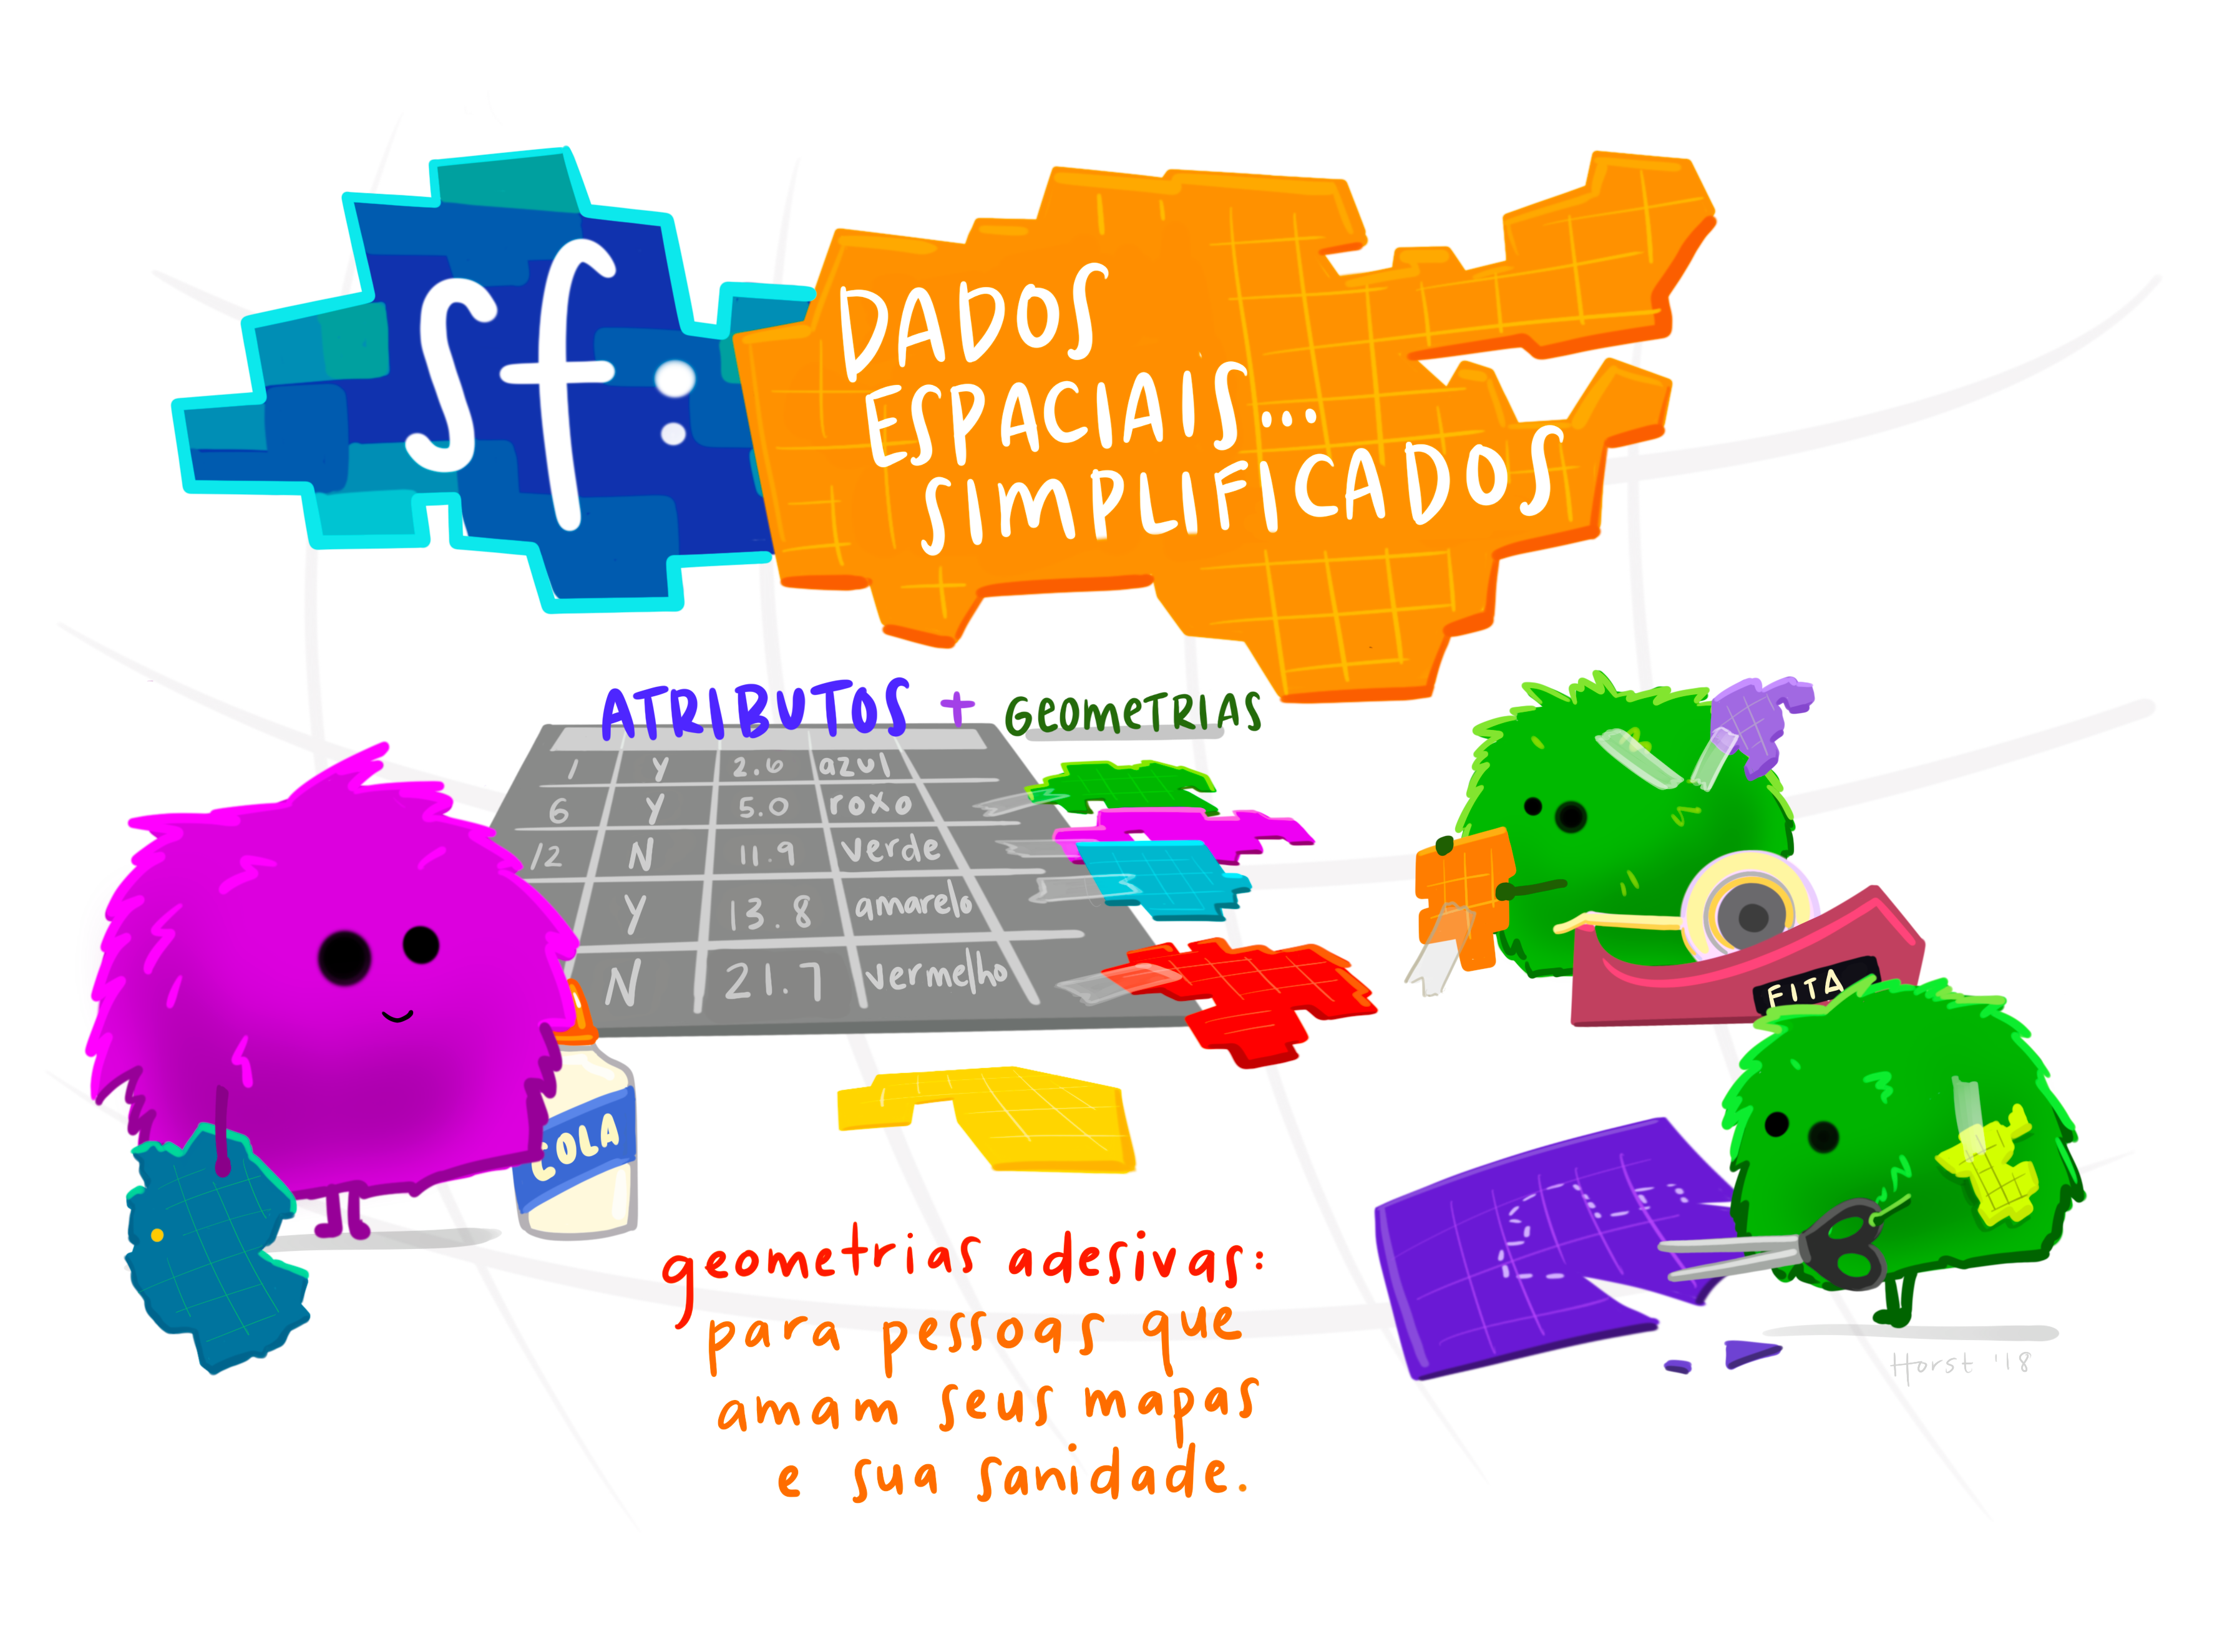 sf:
DADOS
ESPACIAIS...
SIMPLIFICADOS
ATRIBUTOS + GEOMETRIAS
1 Y 2.6 azul
6 Y 5.0 roxo
12 N 11.9 verde
Y 13.8 amarelo
N 21.7 vermelho
FITA
COLA
geometrias adesivas:
para pessoas que
amam seus mapas
e sua sanidade.
Horst '18